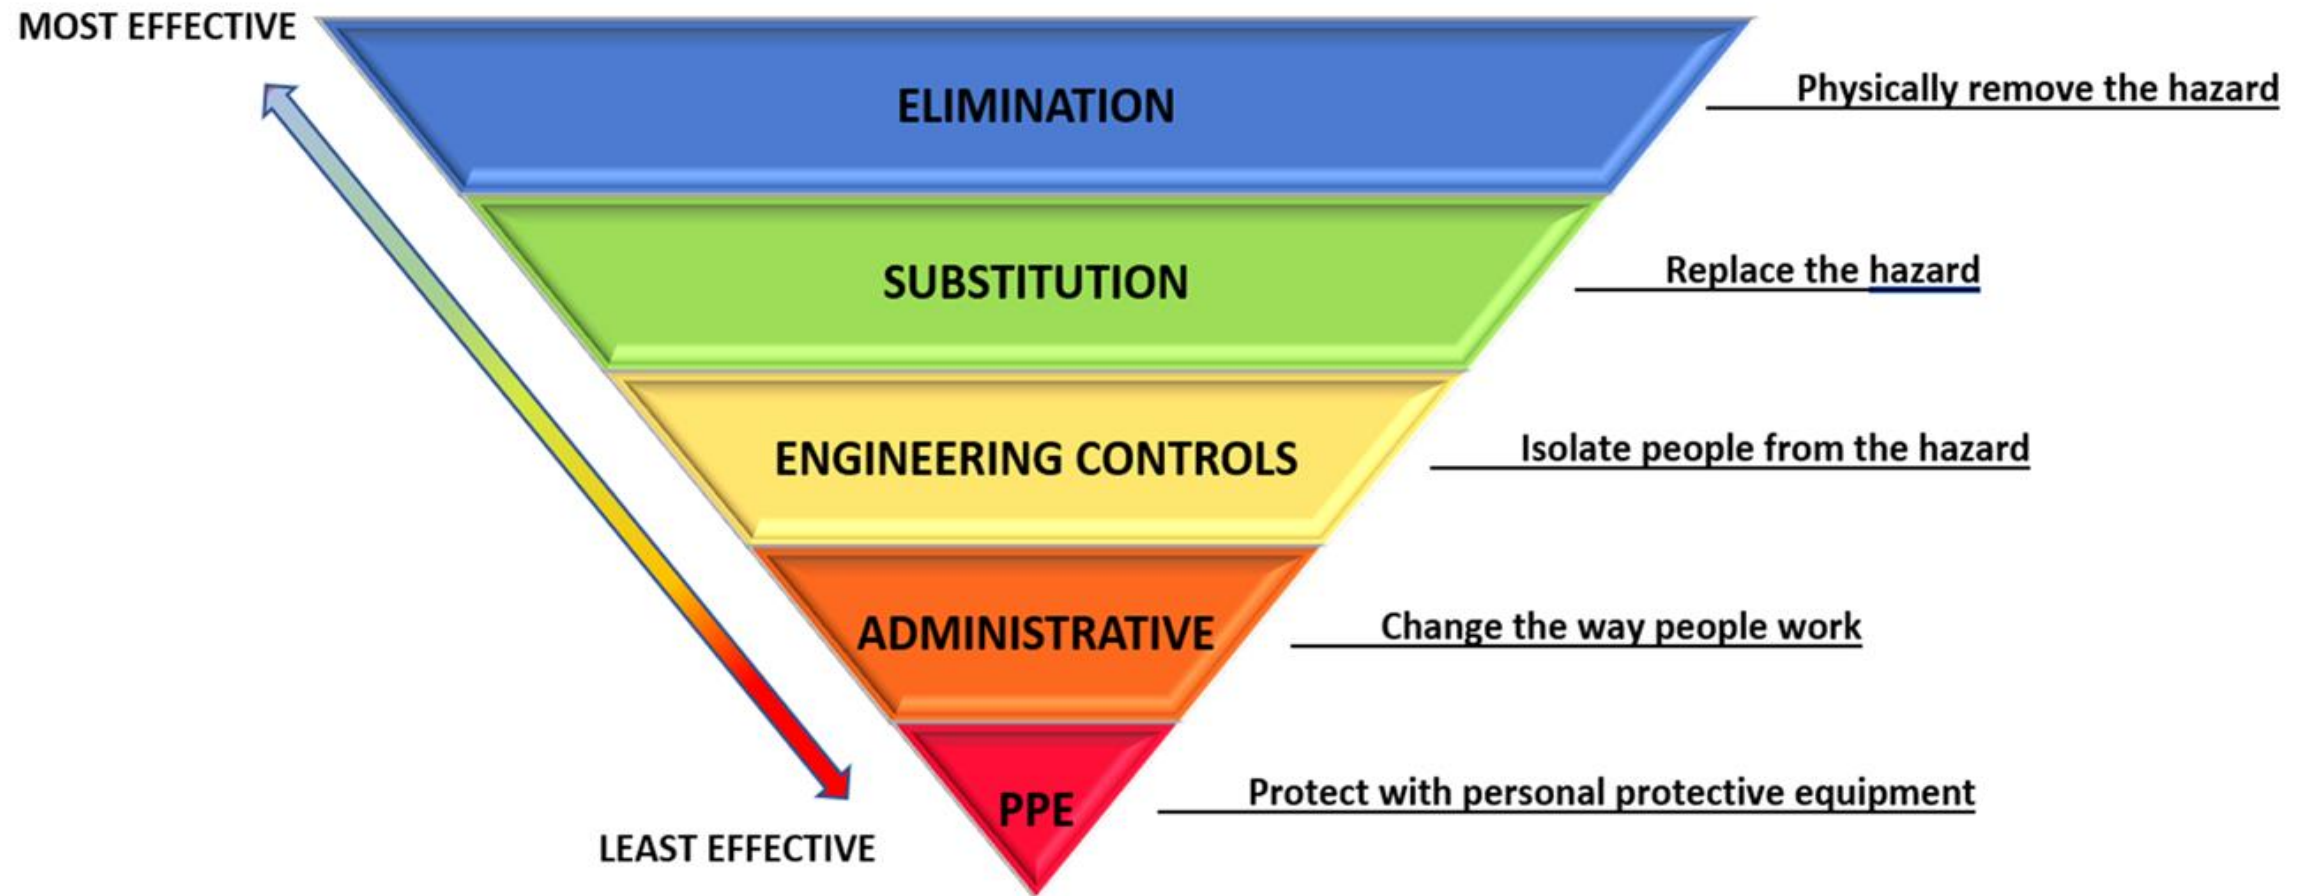 MOST EFFECTIVE
ELIMINATION
Physically remove the hazard
SUBSTITUTION
Replace the hazard
ENGINEERING CONTROLS
Isolate people from the hazard
ADMINISTRATIVE
Change the way people work
PPE
Protect with personal protective equipment
LEAST EFFECTIVE